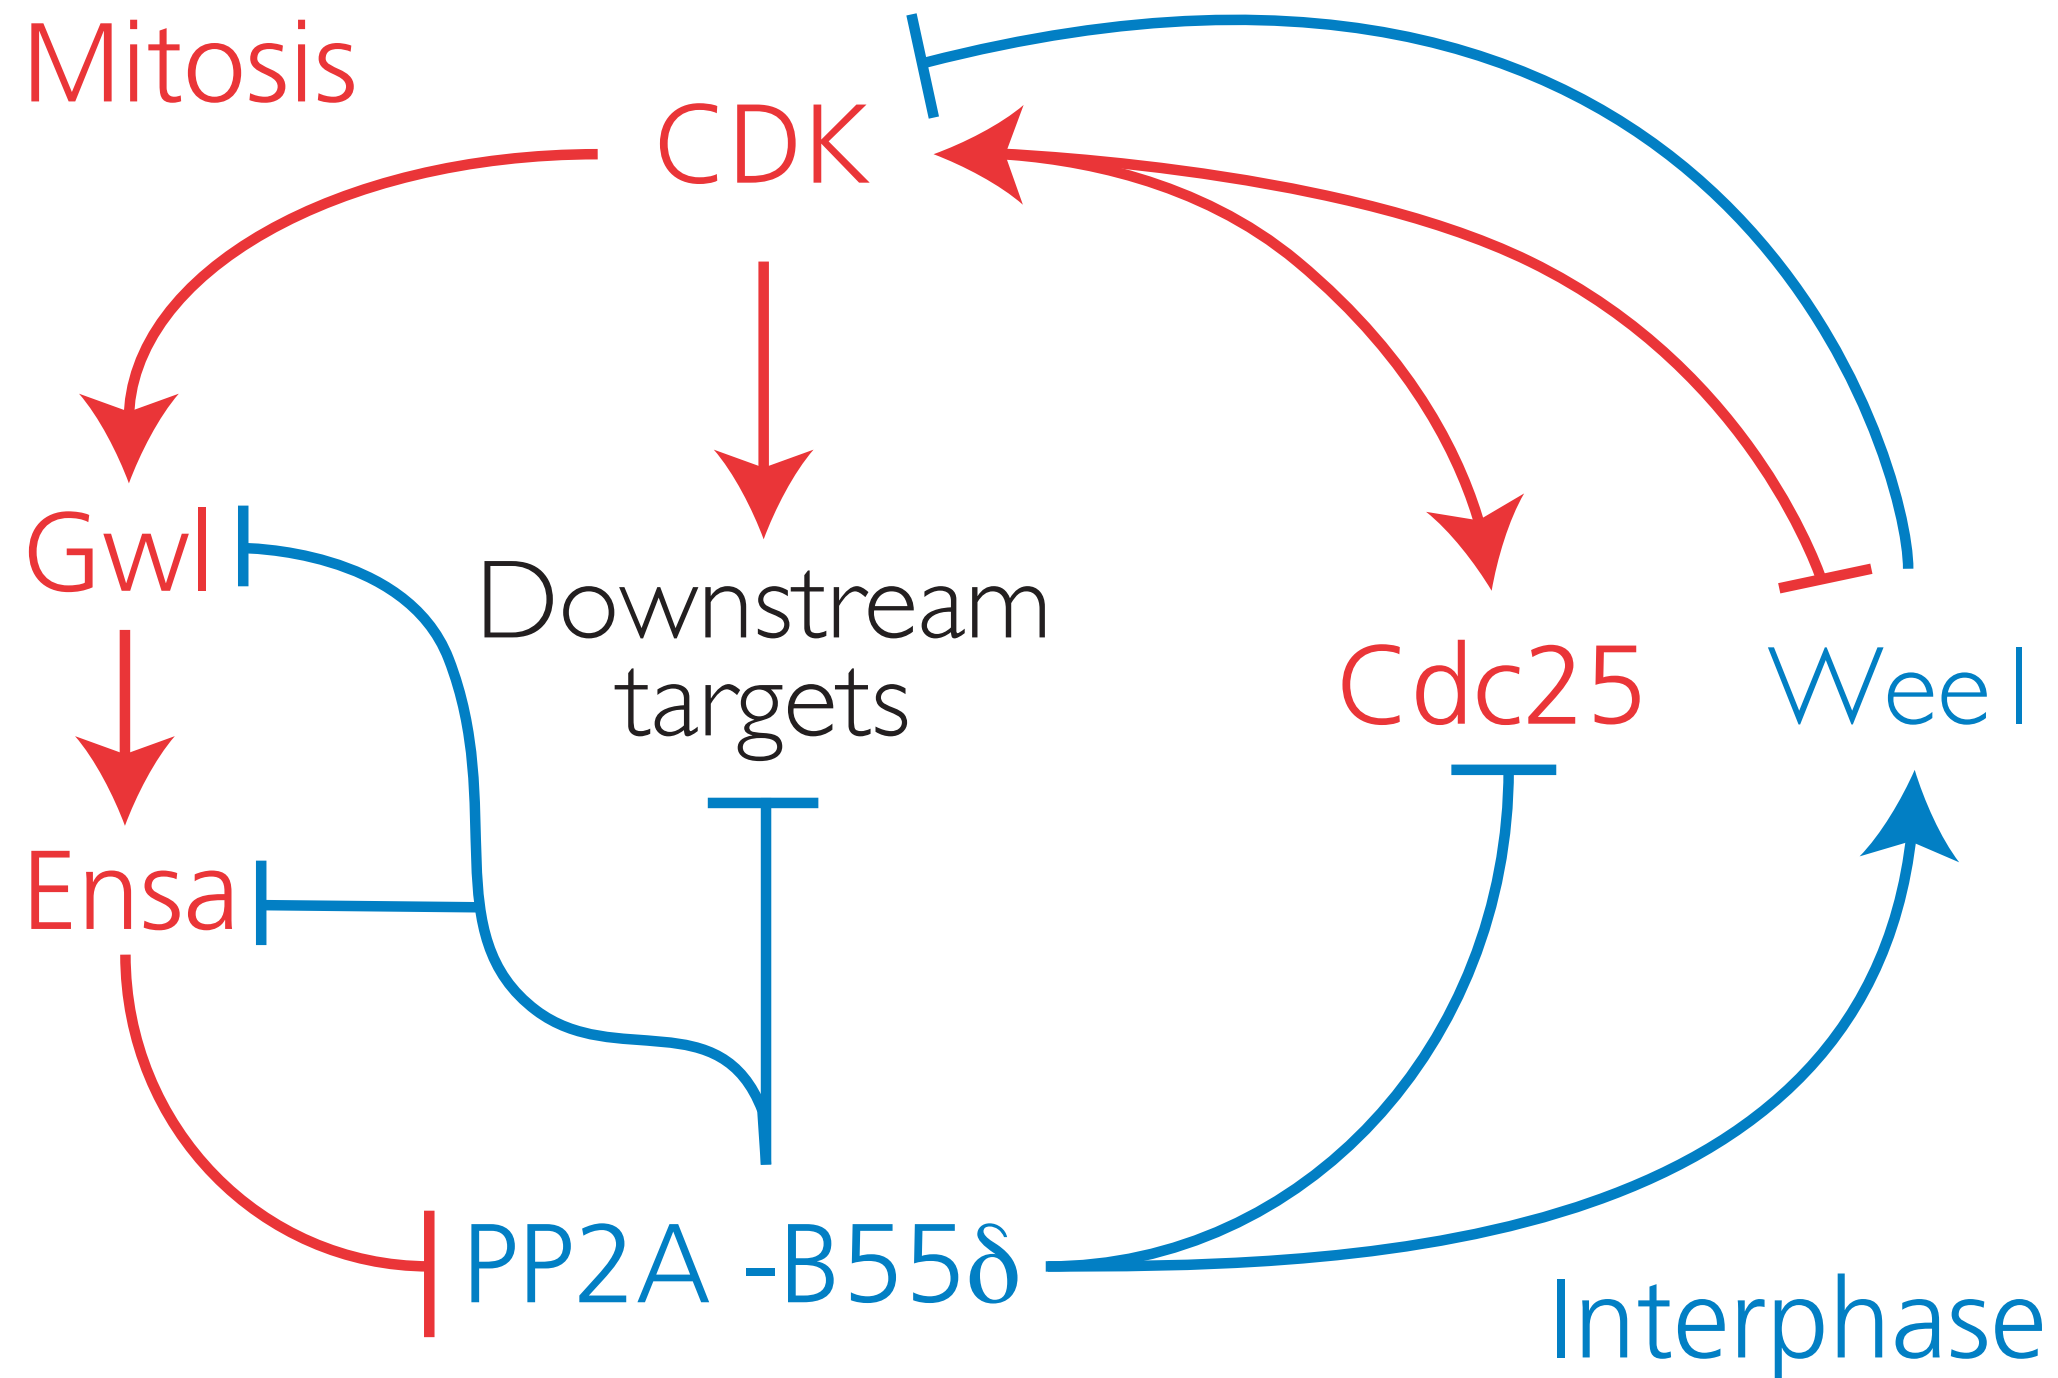 Mitosis
CDK
Gwl
Downstream
targets
Cdc25
Wee1
Ensa
PP2A -B55δ
Interphase